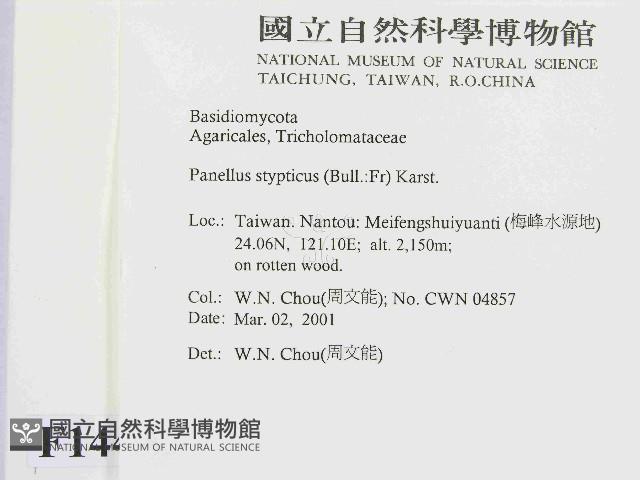 國立自然科學博物館
NATIONAL MUSEUM OF NATURAL SCIENCE
TAICHUNG, TAIWAN, R.O.CHINA
Basidiomycota
Agaricales, Tricholomataceae
Panellus stypticus (Bull.:Fr) Karst.
Loc.: Taiwan. Nantou: Meifengshuiyuanti (梅峰水源地)
24.06N, 121.10E; alt. 2,150m;
on rotten wood.
Col.: W.N. Chou(周文能); No. CWN 04857
Date: Mar. 02, 2001
Det.: W.N. Chou(周文能)
國立自然科學博物館
NATIONAL MUSEUM OF NATURAL SCIENCE